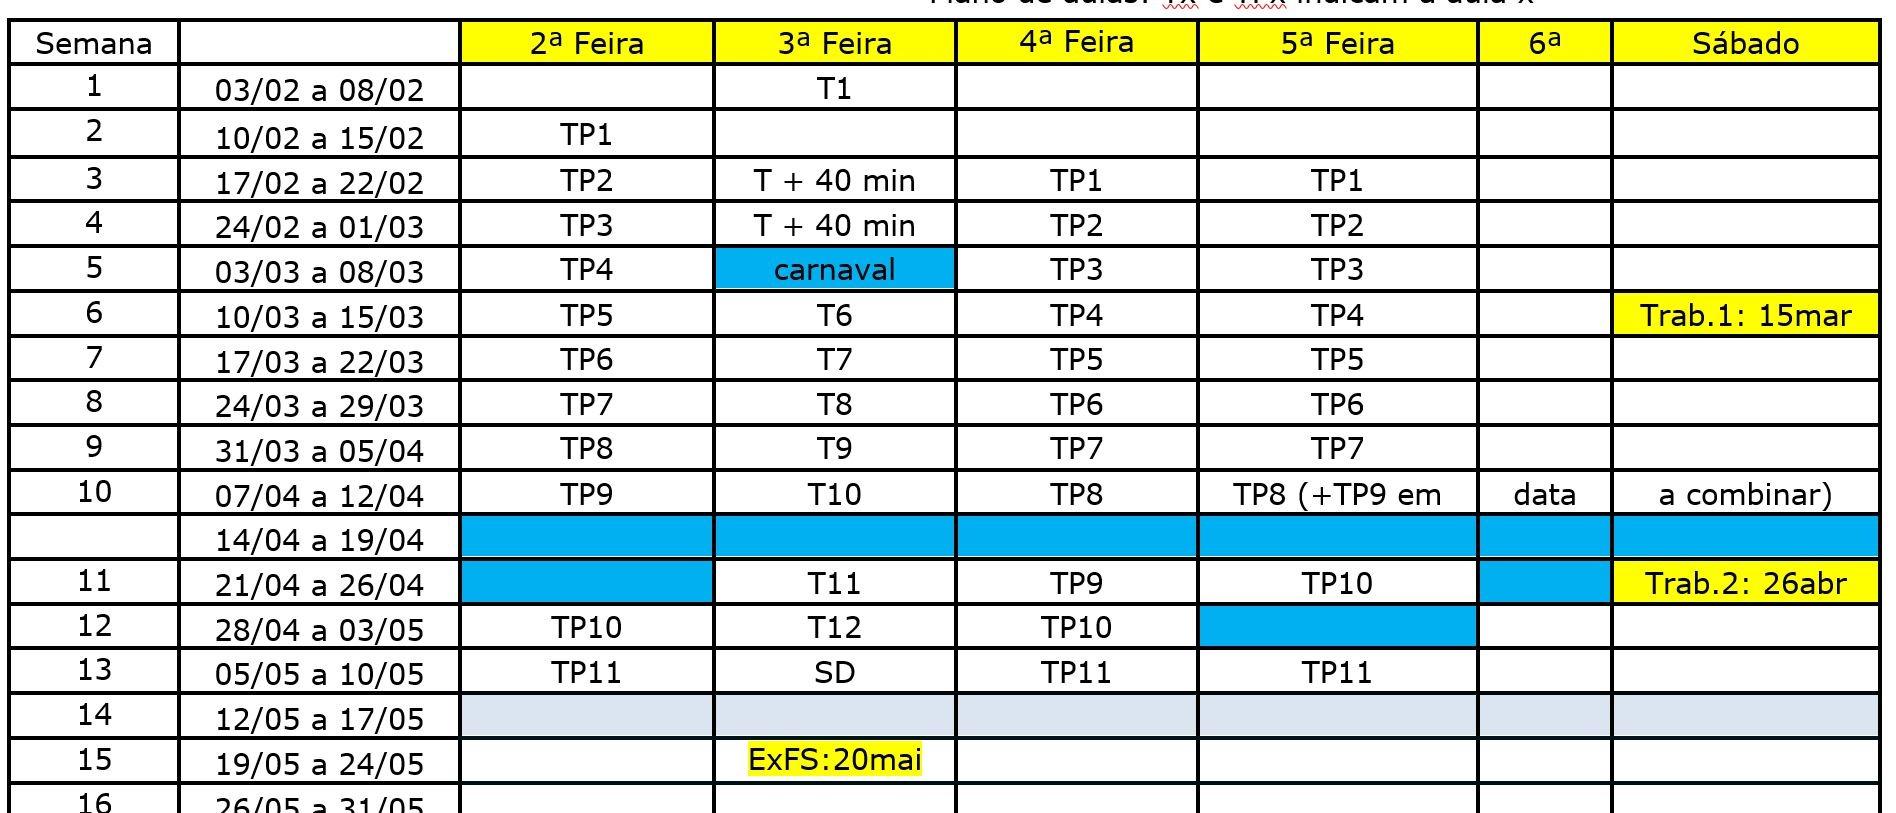 Plano de aulas: Tx e TPx indicam a aula x
Semana 2ª Feira 3ª Feira 4ª Feira 5ª Feira 6ª Sábado
1 03/02 a 08/02 T1
2 10/02 a 15/02 TP1
3 17/02 a 22/02 TP2 T + 40 min TP1 TP1
4 24/02 a 01/03 TP3 T + 40 min TP2 TP2
5 03/03 a 08/03 TP4 carnaval TP3 TP3
6 10/03 a 15/03 TP5 T6 TP4 TP4 Trab.1: 15mar
7 17/03 a 22/03 TP6 T7 TP5 TP5
8 24/03 a 29/03 TP7 T8 TP6 TP6
9 31/03 a 05/04 TP8 T9 TP7 TP7
10 07/04 a 12/04 TP9 T10 TP8 TP8 (+TP9 em data a combinar)
14/04 a 19/04
11 21/04 a 26/04 T11 TP9 TP10 Trab.2: 26abr
12 28/04 a 03/05 TP10 T12 TP10
13 05/05 a 10/05 TP11 SD TP11 TP11
14 12/05 a 17/05
15 19/05 a 24/05 ExFS:20mai
16 26/05 a 31/05